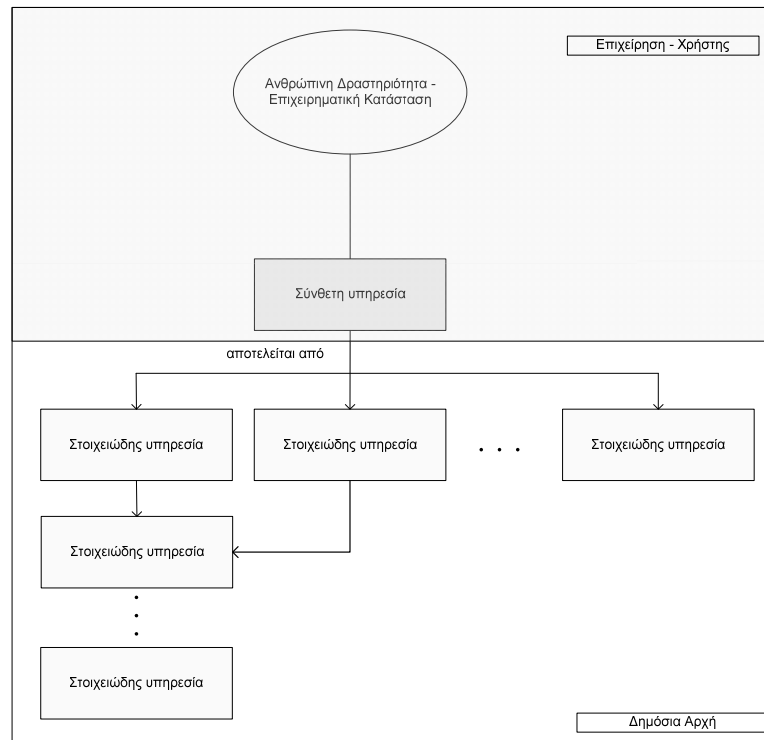 Επιχείρηση - Χρήστης
Ανθρώπινη Δραστηριότητα -
Επιχειρηματική Κατάσταση
Σύνθετη υπηρεσία
αποτελείται από
Στοιχειώδης υπηρεσία
Στοιχειώδης υπηρεσία
. . .
Στοιχειώδης υπηρεσία
Στοιχειώδης υπηρεσία
Στοιχειώδης υπηρεσία
Δημόσια Αρχή